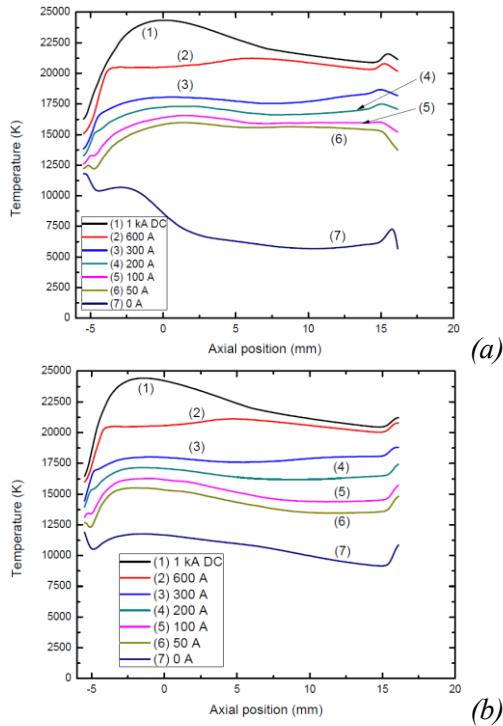 25000
22500
20000
17500
15000
12500
10000
7500
5000
2500
0
Temperature (K)
(1)
(2)
(3)
(4)
(5)
(6)
(7)
(1) 1 kA DC
(2) 600 A
(3) 300 A
(4) 200 A
(5) 100 A
(6) 50 A
(7) 0 A
-5 0 5 10 15 20
Axial position (mm)
(a)
25000
22500
20000
17500
15000
12500
10000
7500
5000
2500
0
Temperature (K)
(1)
(2)
(3)
(4)
(5)
(6)
(7)
(1) 1 kA DC
(2) 600 A
(3) 300 A
(4) 200 A
(5) 100 A
(6) 50 A
(7) 0 A
-5 0 5 10 15 20
Axial position (mm)
(b)